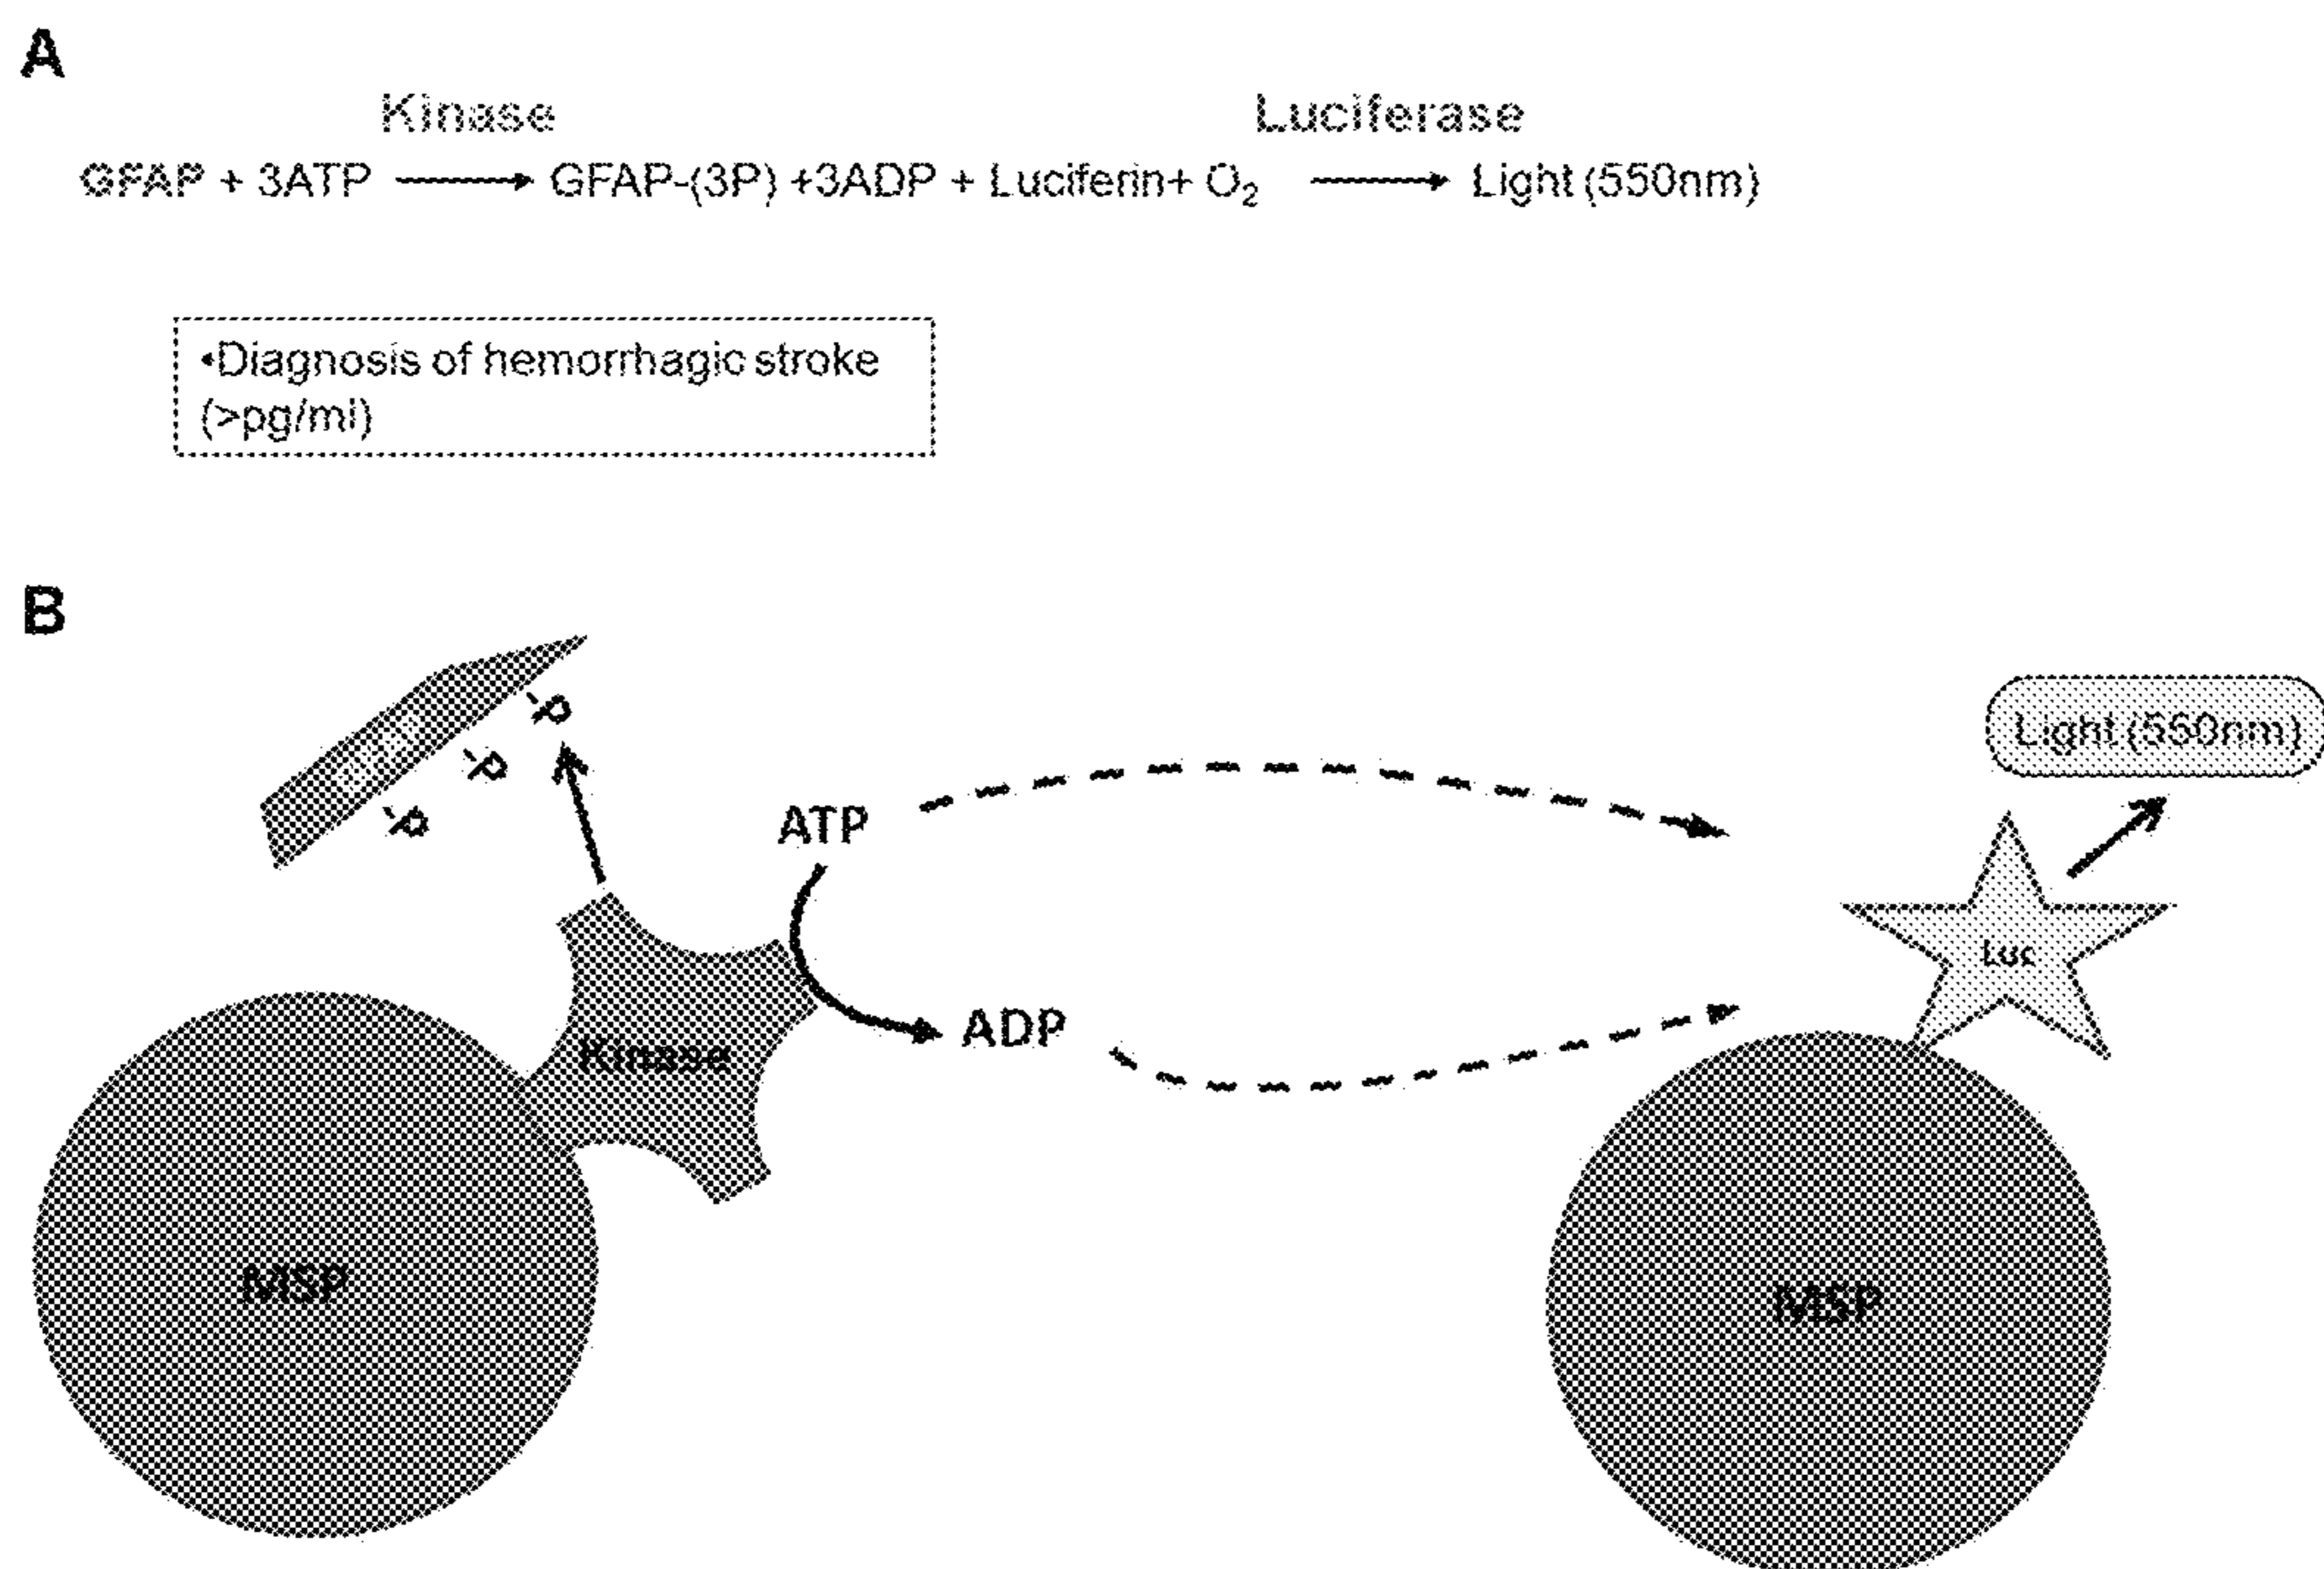 A
Kinase
Luciferase
GFAP + 3ATP → GFAP-(3P) +3ADP + Luciferin+ O₂ → Light (550nm)
•Diagnosis of hemorrhagic stroke
(>pg/ml)
B
-P
-P
-P
Light (550nm)
ATP
Luc
ADP
Kinase
MSP
MSP